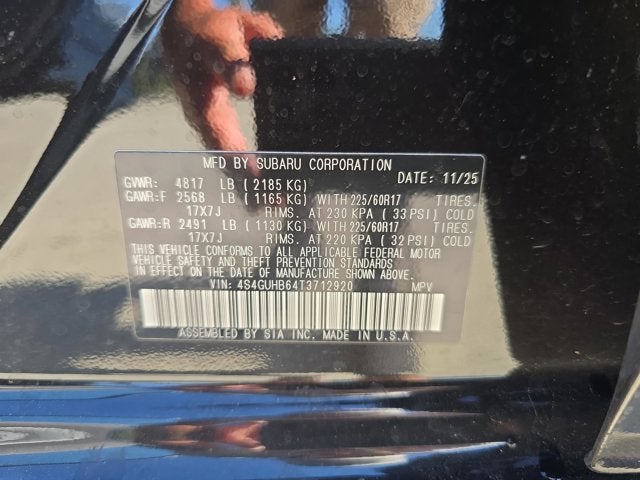 MFD BY SUBARU CORPORATION DATE: 11/25
GVWR: 4817 LB (2185 KG)
GAWR:F 2568 LB (1165 KG) WITH 225/60R17 TIRES.
17X7J RIMS. AT 230 KPA (33 PSI) COLD
GAWR:R 2491 LB (1130 KG) WITH 225/60R17 TIRES.
17X7J RIMS. AT 220 KPA (32 PSI) COLD
THIS VEHICLE CONFORMS TO ALL APPLICABLE FEDERAL MOTOR
VEHICLE SAFETY AND THEFT PREVENTION STANDARDS
IN EFFECT ON THE DATE OF MANUFACTURE SHOWN ABOVE.
VIN: 4S4GUHB64T3712920 MPV
ASSEMBLED BY SIA INC. MADE IN U.S.A.